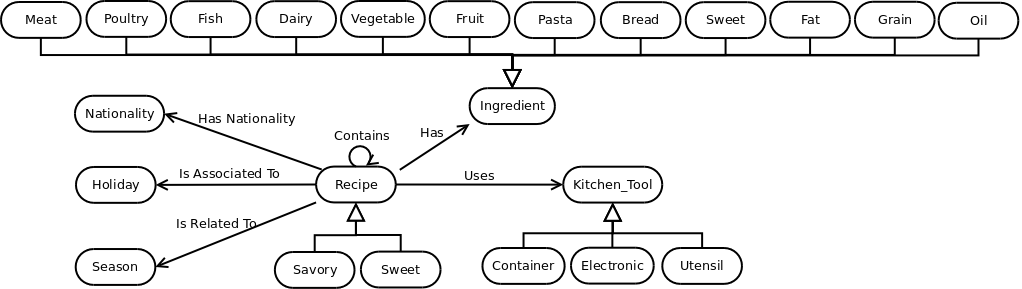 Meat
Poultry
Fish
Dairy
Vegetable
Fruit
Pasta
Bread
Sweet
Fat
Grain
Oil
Ingredient
Nationality
Has Nationality
Contains
Has
Holiday
Is Associated To
Recipe
Uses
Kitchen_Tool
Is Related To
Season
Savory
Sweet
Container
Electronic
Utensil